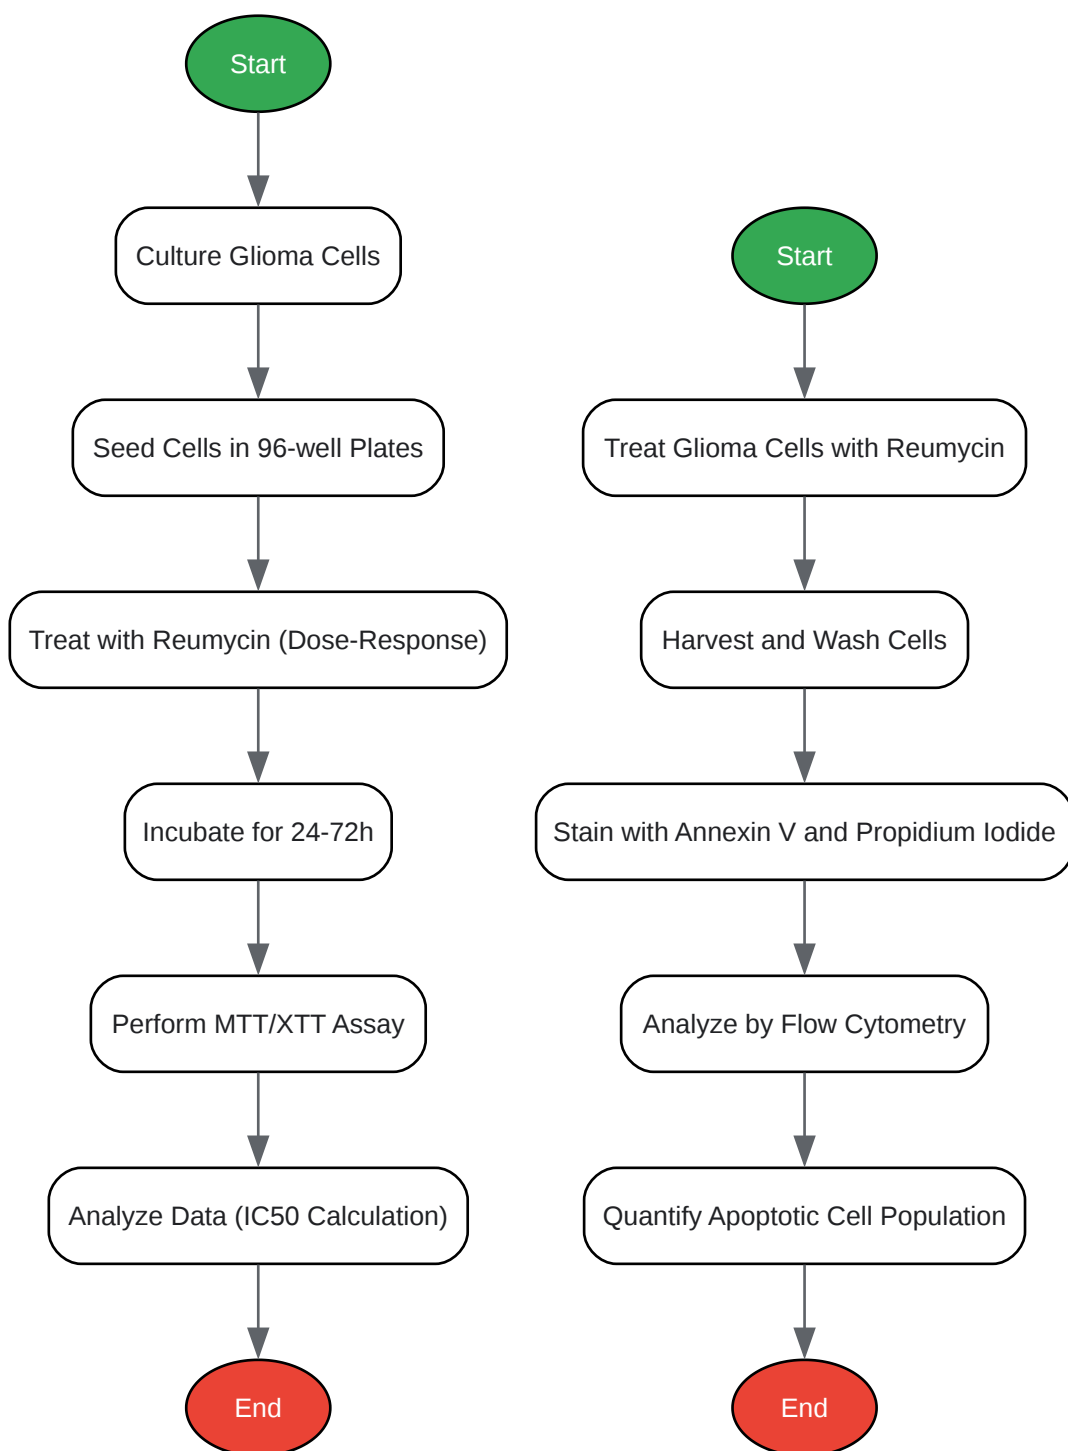 Start
Culture Glioma Cells
Seed Cells in 96-well Plates
Treat with Reumycin (Dose-Response)
Incubate for 24-72h
Perform MTT/XTT Assay
Analyze Data (IC50 Calculation)
End
Start
Treat Glioma Cells with Reumycin
Harvest and Wash Cells
Stain with Annexin V and Propidium Iodide
Analyze by Flow Cytometry
Quantify Apoptotic Cell Population
End